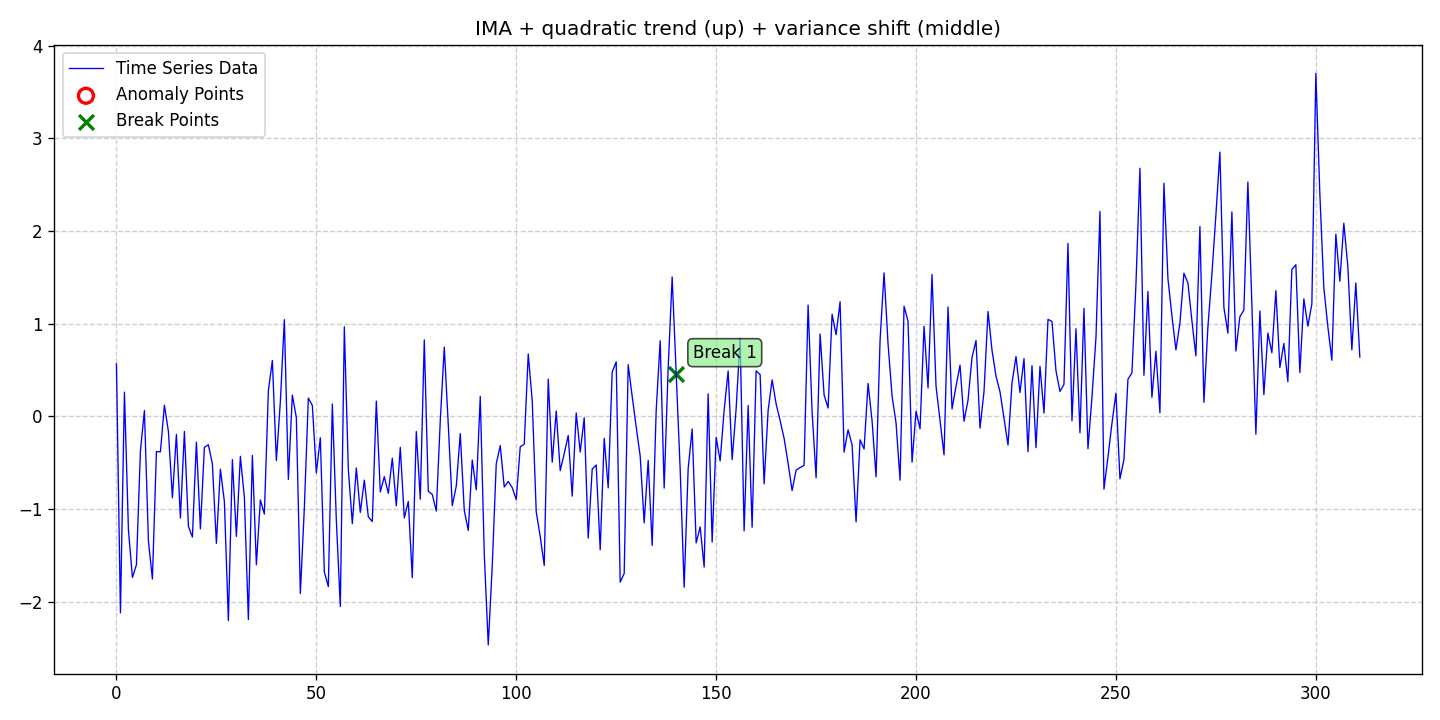 IMA + quadratic trend (up) + variance shift (middle)
Time Series Data
Anomaly Points
Break Points
Break 1
4
3
2
1
0
−1
−2
0
50
100
150
200
250
300